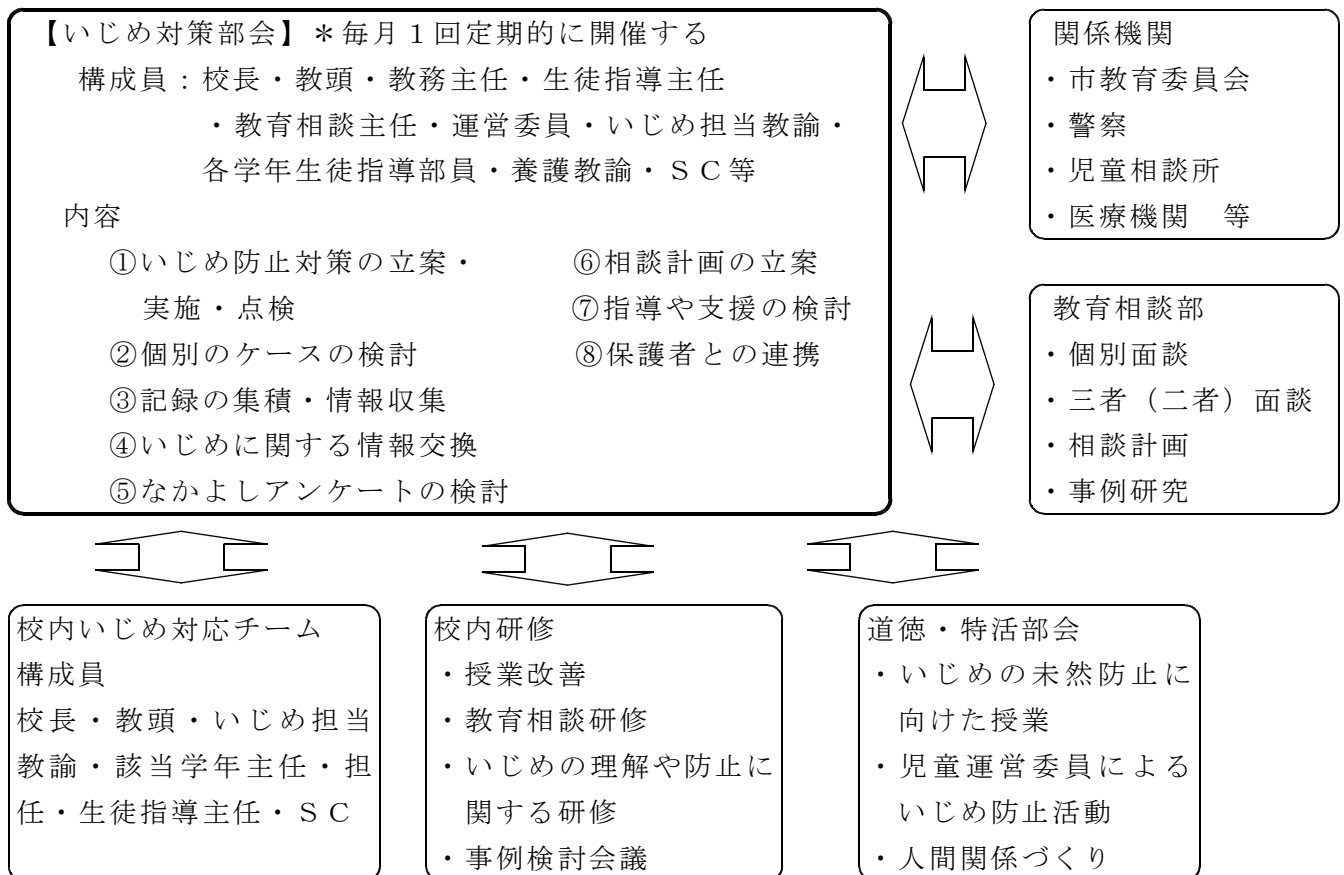 【いじめ対策部会】＊毎月１回定期的に開催する
構成員：校長・教頭・教務主任・生徒指導主任
・教育相談主任・運営委員・いじめ担当教諭・
各学年生徒指導部員・養護教諭・ＳＣ等
内容
①いじめ防止対策の立案・
実施・点検
②個別のケースの検討
③記録の集積・情報収集
④いじめに関する情報交換
⑤なかよしアンケートの検討
⑥相談計画の立案
⑦指導や支援の検討
⑧保護者との連携
関係機関
・市教育委員会
・警察
・児童相談所
・医療機関　等
教育相談部
・個別面談
・三者（二者）面談
・相談計画
・事例研究
校内いじめ対応チーム
構成員
校長・教頭・いじめ担当
教諭・該当学年主任・担
任・生徒指導主任・ＳＣ
校内研修
・授業改善
・教育相談研修
・いじめの理解や防止に
関する研修
・事例検討会議
道徳・特活部会
・いじめの未然防止に
向けた授業
・児童運営委員による
いじめ防止活動
・人間関係づくり